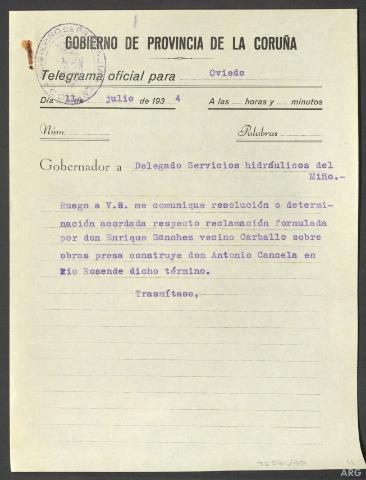 GOBIERNO DE PROVINCIA DE LA CORUÑA
Telegrama oficial para Oviedo
Día 11 de julio de 193 4 A las horas y minutos
Núm. Palabras
Gobernador a Delegado Servicios hidráulicos del
Miño.-
Ruego a V.S. me comunique resolución o determi-
nación acordada respecto reclamación formulada
por don Enrique Sanchez vecino Carballo sobre
obras presa construye don Antonio Cancela en
Rio Rosende dicho término.
Trasmítase,
ARG